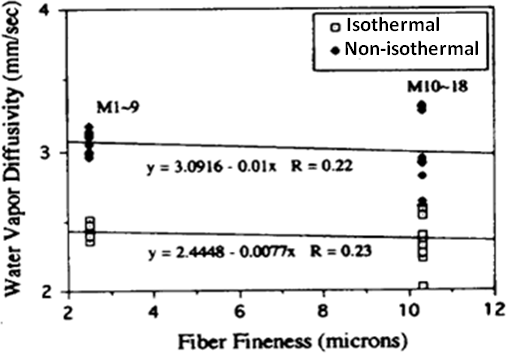 Water Vapor Diffusivity (mm/sec)
4
3
2
Isothermal
Non-isothermal
M1~9
M10~18
y = 3.0916 - 0.01x R = 0.22
y = 2.4448 - 0.0077x R = 0.23
2 4 6 8 10 12
Fiber Fineness (microns)